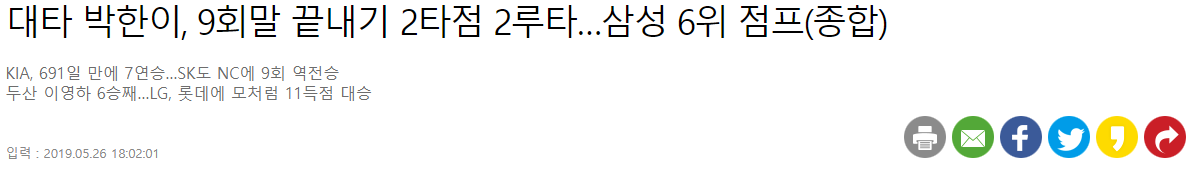 대타 박한이, 9회말 끝내기 2타점 2루타…삼성 6위 점프(종합)
KIA, 691일 만에 7연승…SK도 NC에 9회 역전승
두산 이영하 6승째…LG, 롯데에 모처럼 11득점 대승
입력 : 2019.05.26 18:02:01